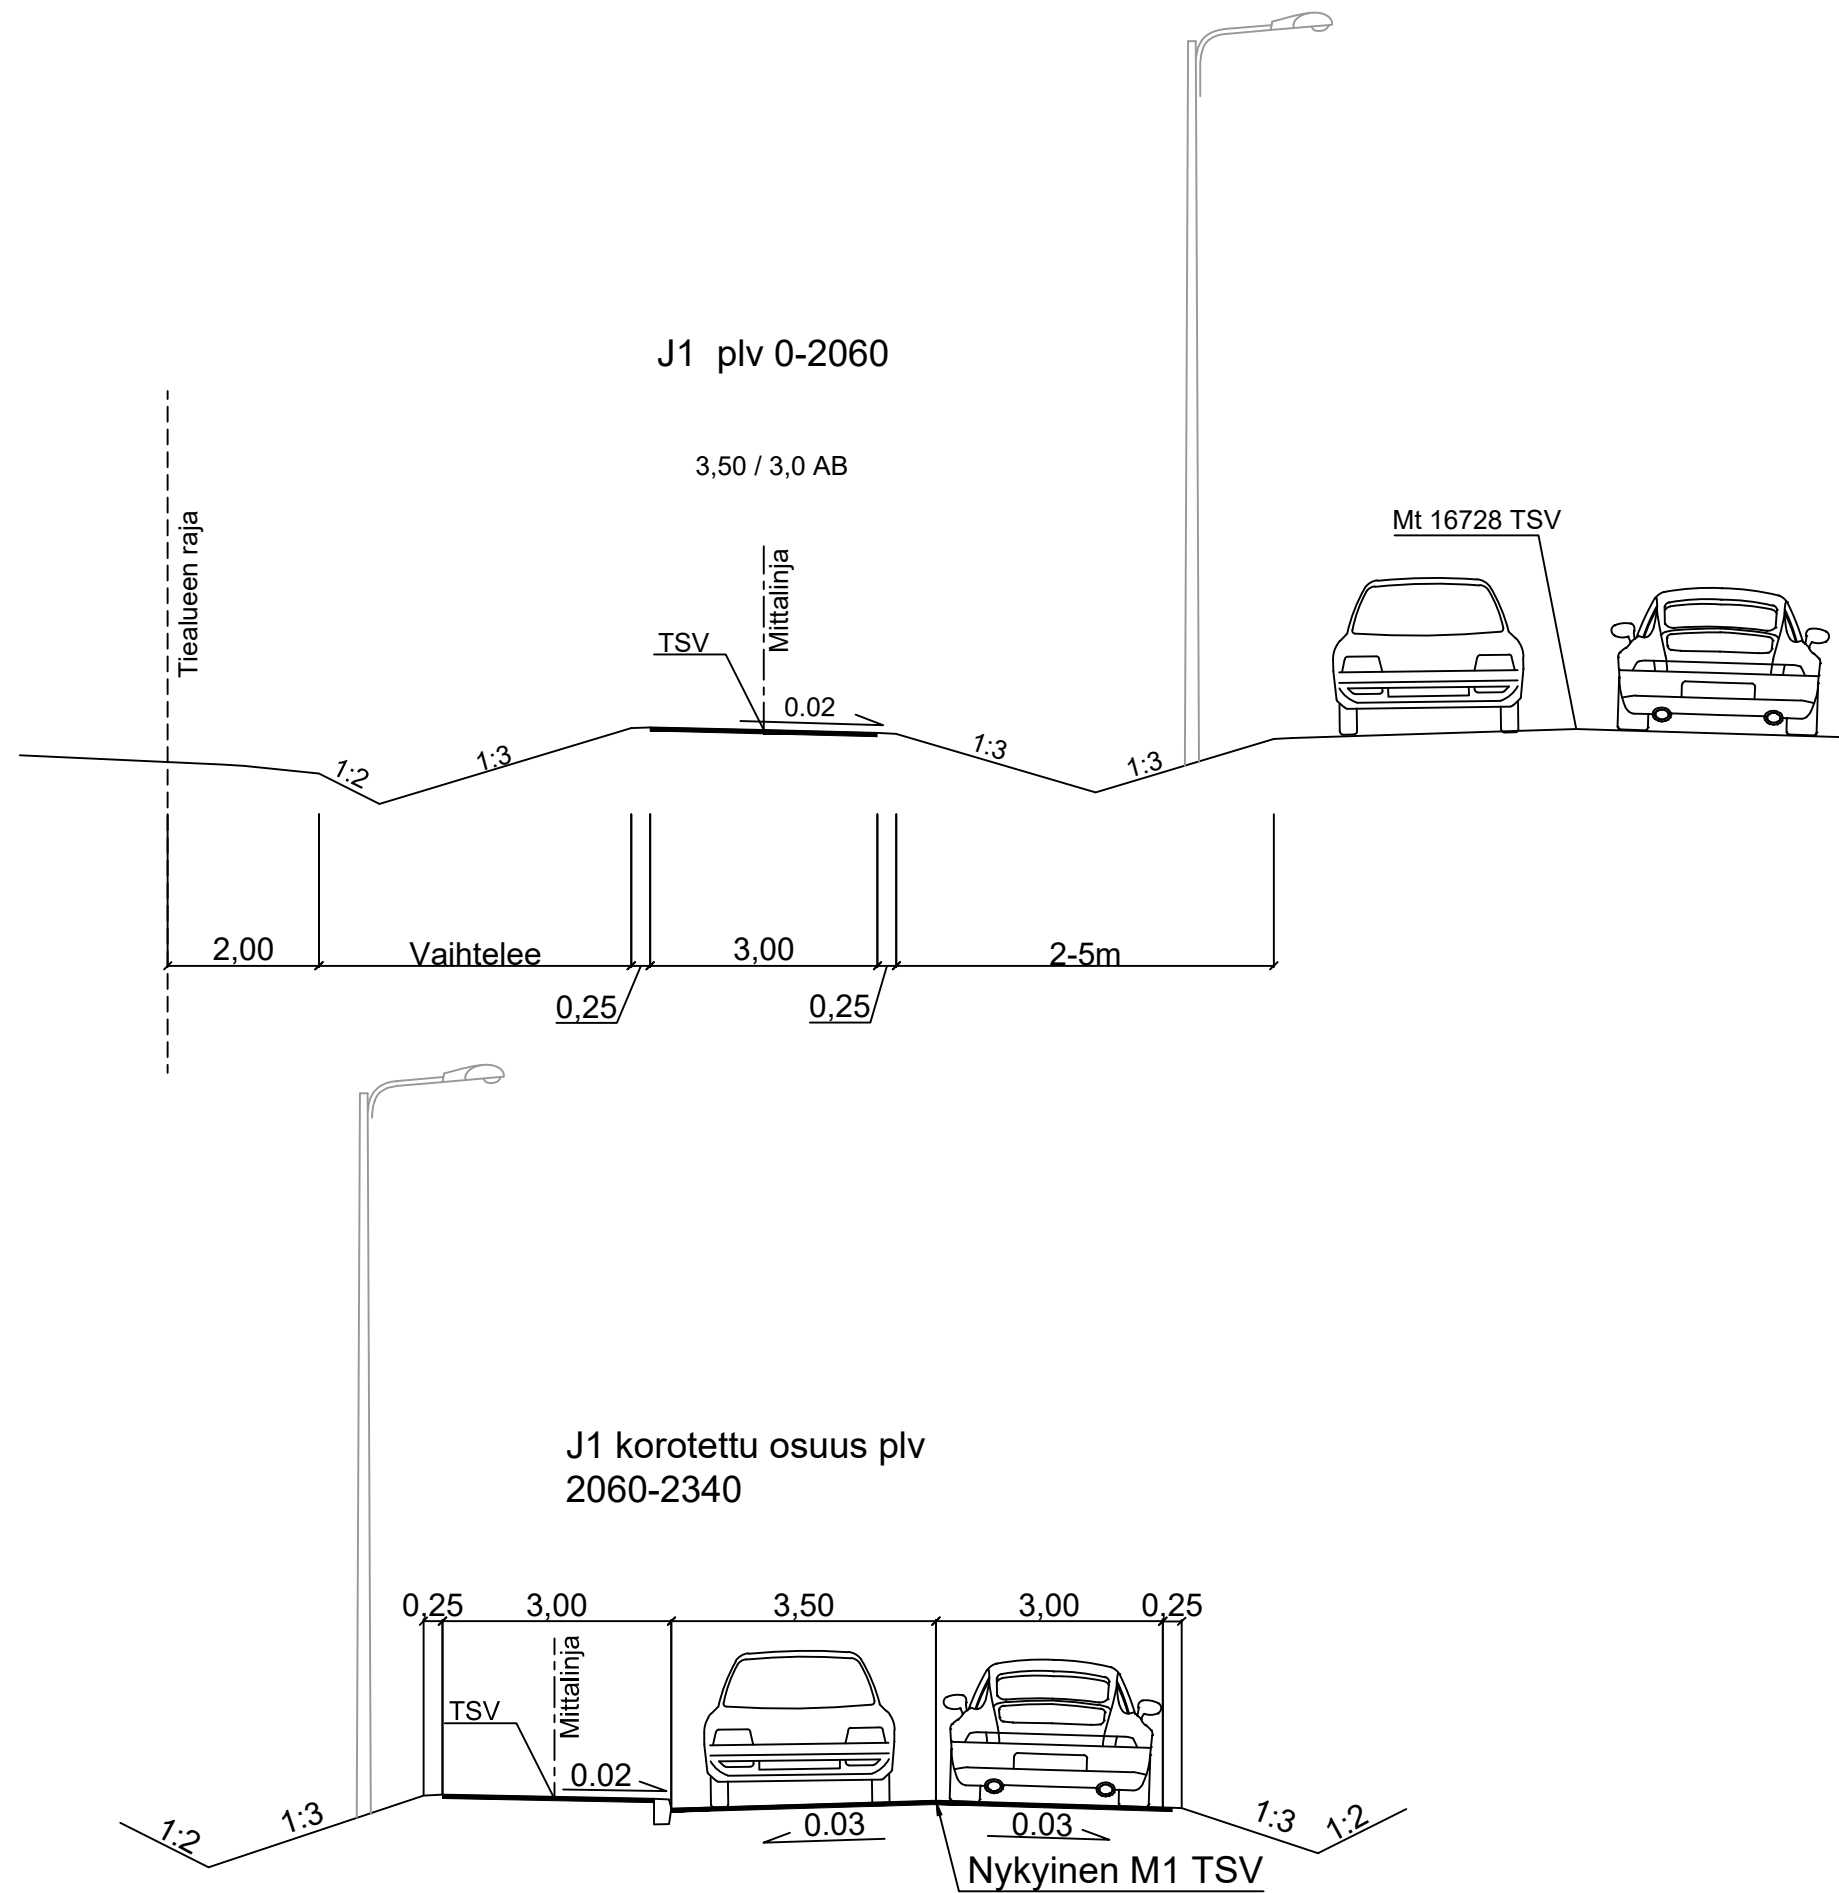 J1 plv 0-2060
3,50 / 3,0 AB
Tiealueen raja
Mt 16728 TSV
Mittalinja
TSV
0.02
1:2
1:3
1:3
1:3
2,00
Vaihtelee
3,00
2-5m
0,25
0,25
J1 korotettu osuus plv
2060-2340
0,25
3,00
3,50
3,00
0,25
Mittalinja
TSV
0.02
1:2
1:3
0.03
0.03
1:3
1:2
Nykyinen M1 TSV